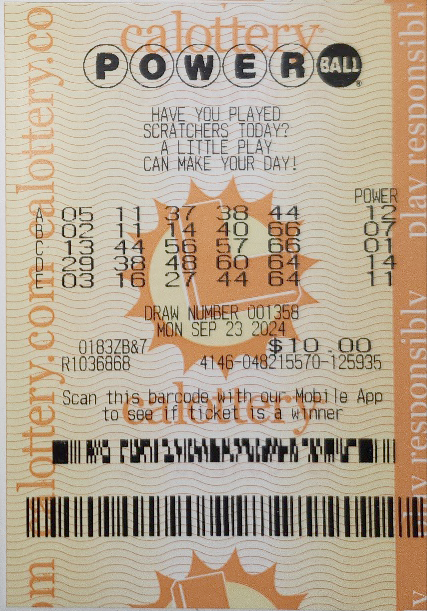 calottery
POWERBALL
HAVE YOU PLAYED
SCRATCHERS TODAY?
A LITTLE PLAY
CAN MAKE YOUR DAY!
POWER
A 05 11 37 38 44 12
B 02 11 14 40 66 07
C 13 44 56 57 66 01
D 29 38 48 60 64 14
E 03 16 27 44 64 11
DRAW NUMBER 001358
MON SEP 23 2024 $10.00
0183ZB&7
R1036868 4146-048215570-125935
Scan this barcode with our Mobile App
to see if ticket is a winner
calottery
calottery.com calottery.co
play responsibly